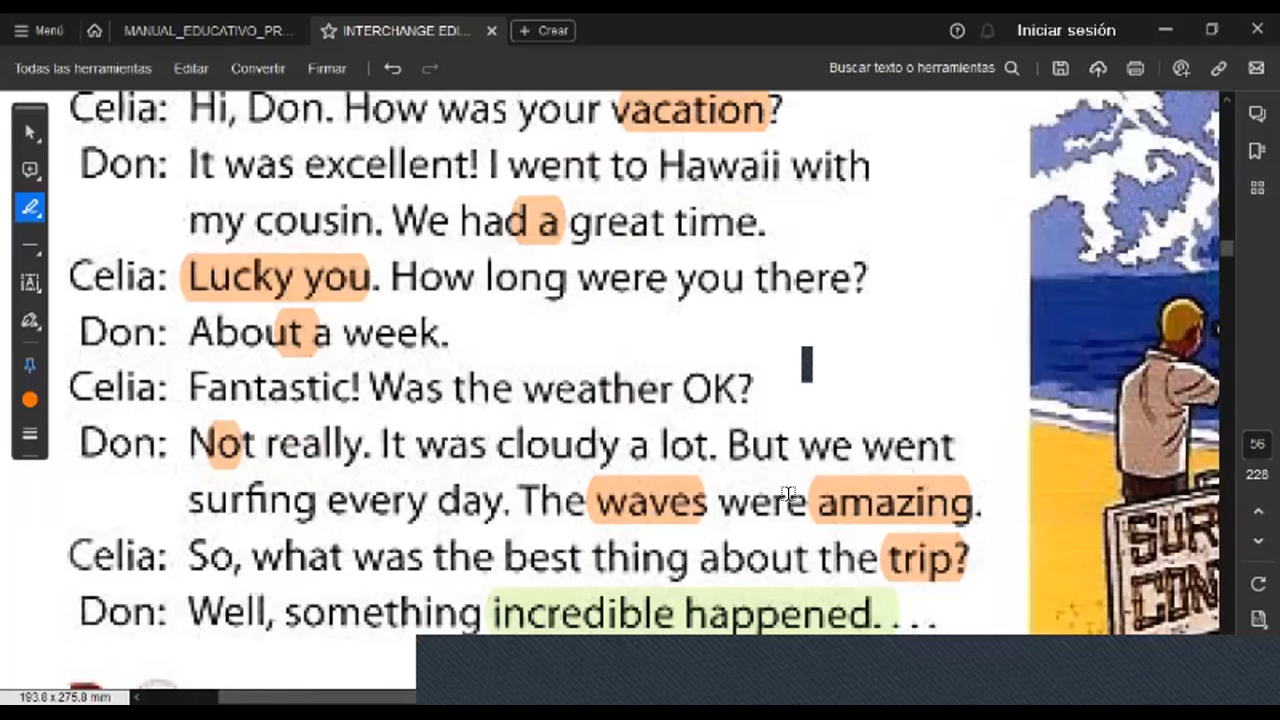 Menú
MANUAL_EDUCATIVO_PR...
INTERCHANGE EDI...
Crear
Iniciar sesión
Todas las herramientas
Editar
Convertir
Firmar
Buscar texto o herramientas
Celia: Hi, Don. How was your vacation?
Don: It was excellent! I went to Hawaii with
my cousin. We had a great time.
Celia: Lucky you. How long were you there?
Don: About a week.
Celia: Fantastic! Was the weather OK?
Don: Not really. It was cloudy a lot. But we went
surfing every day. The waves were amazing.
Celia: So, what was the best thing about the trip?
Don: Well, something incredible happened. . . .
SUR
CON
56
228
193.8 x 275.8 mm